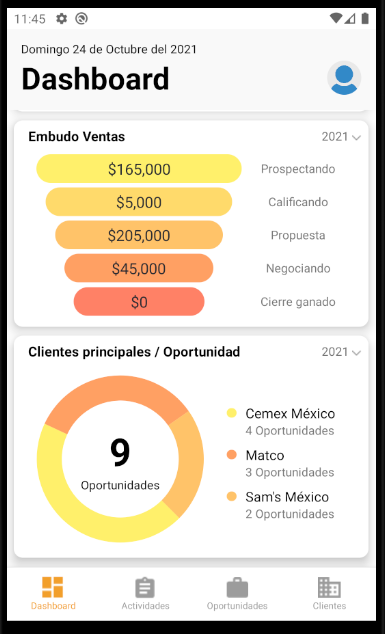 11:45
Domingo 24 de Octubre del 2021
Dashboard
Embudo Ventas 2021
$165,000 Prospectando
$5,000 Calificando
$205,000 Propuesta
$45,000 Negociando
$0 Cierre ganado
Clientes principales / Oportunidad 2021
9
Oportunidades
Cemex México
4 Oportunidades
Matco
3 Oportunidades
Sam's México
2 Oportunidades
Dashboard Actividades Oportunidades Clientes